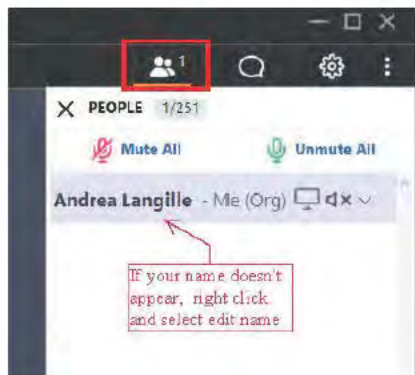 1
PEOPLE 1/251
Mute All Unmute All
Andrea Langille - Me (Org)
If your name doesn't
appear, right click
and select edit name